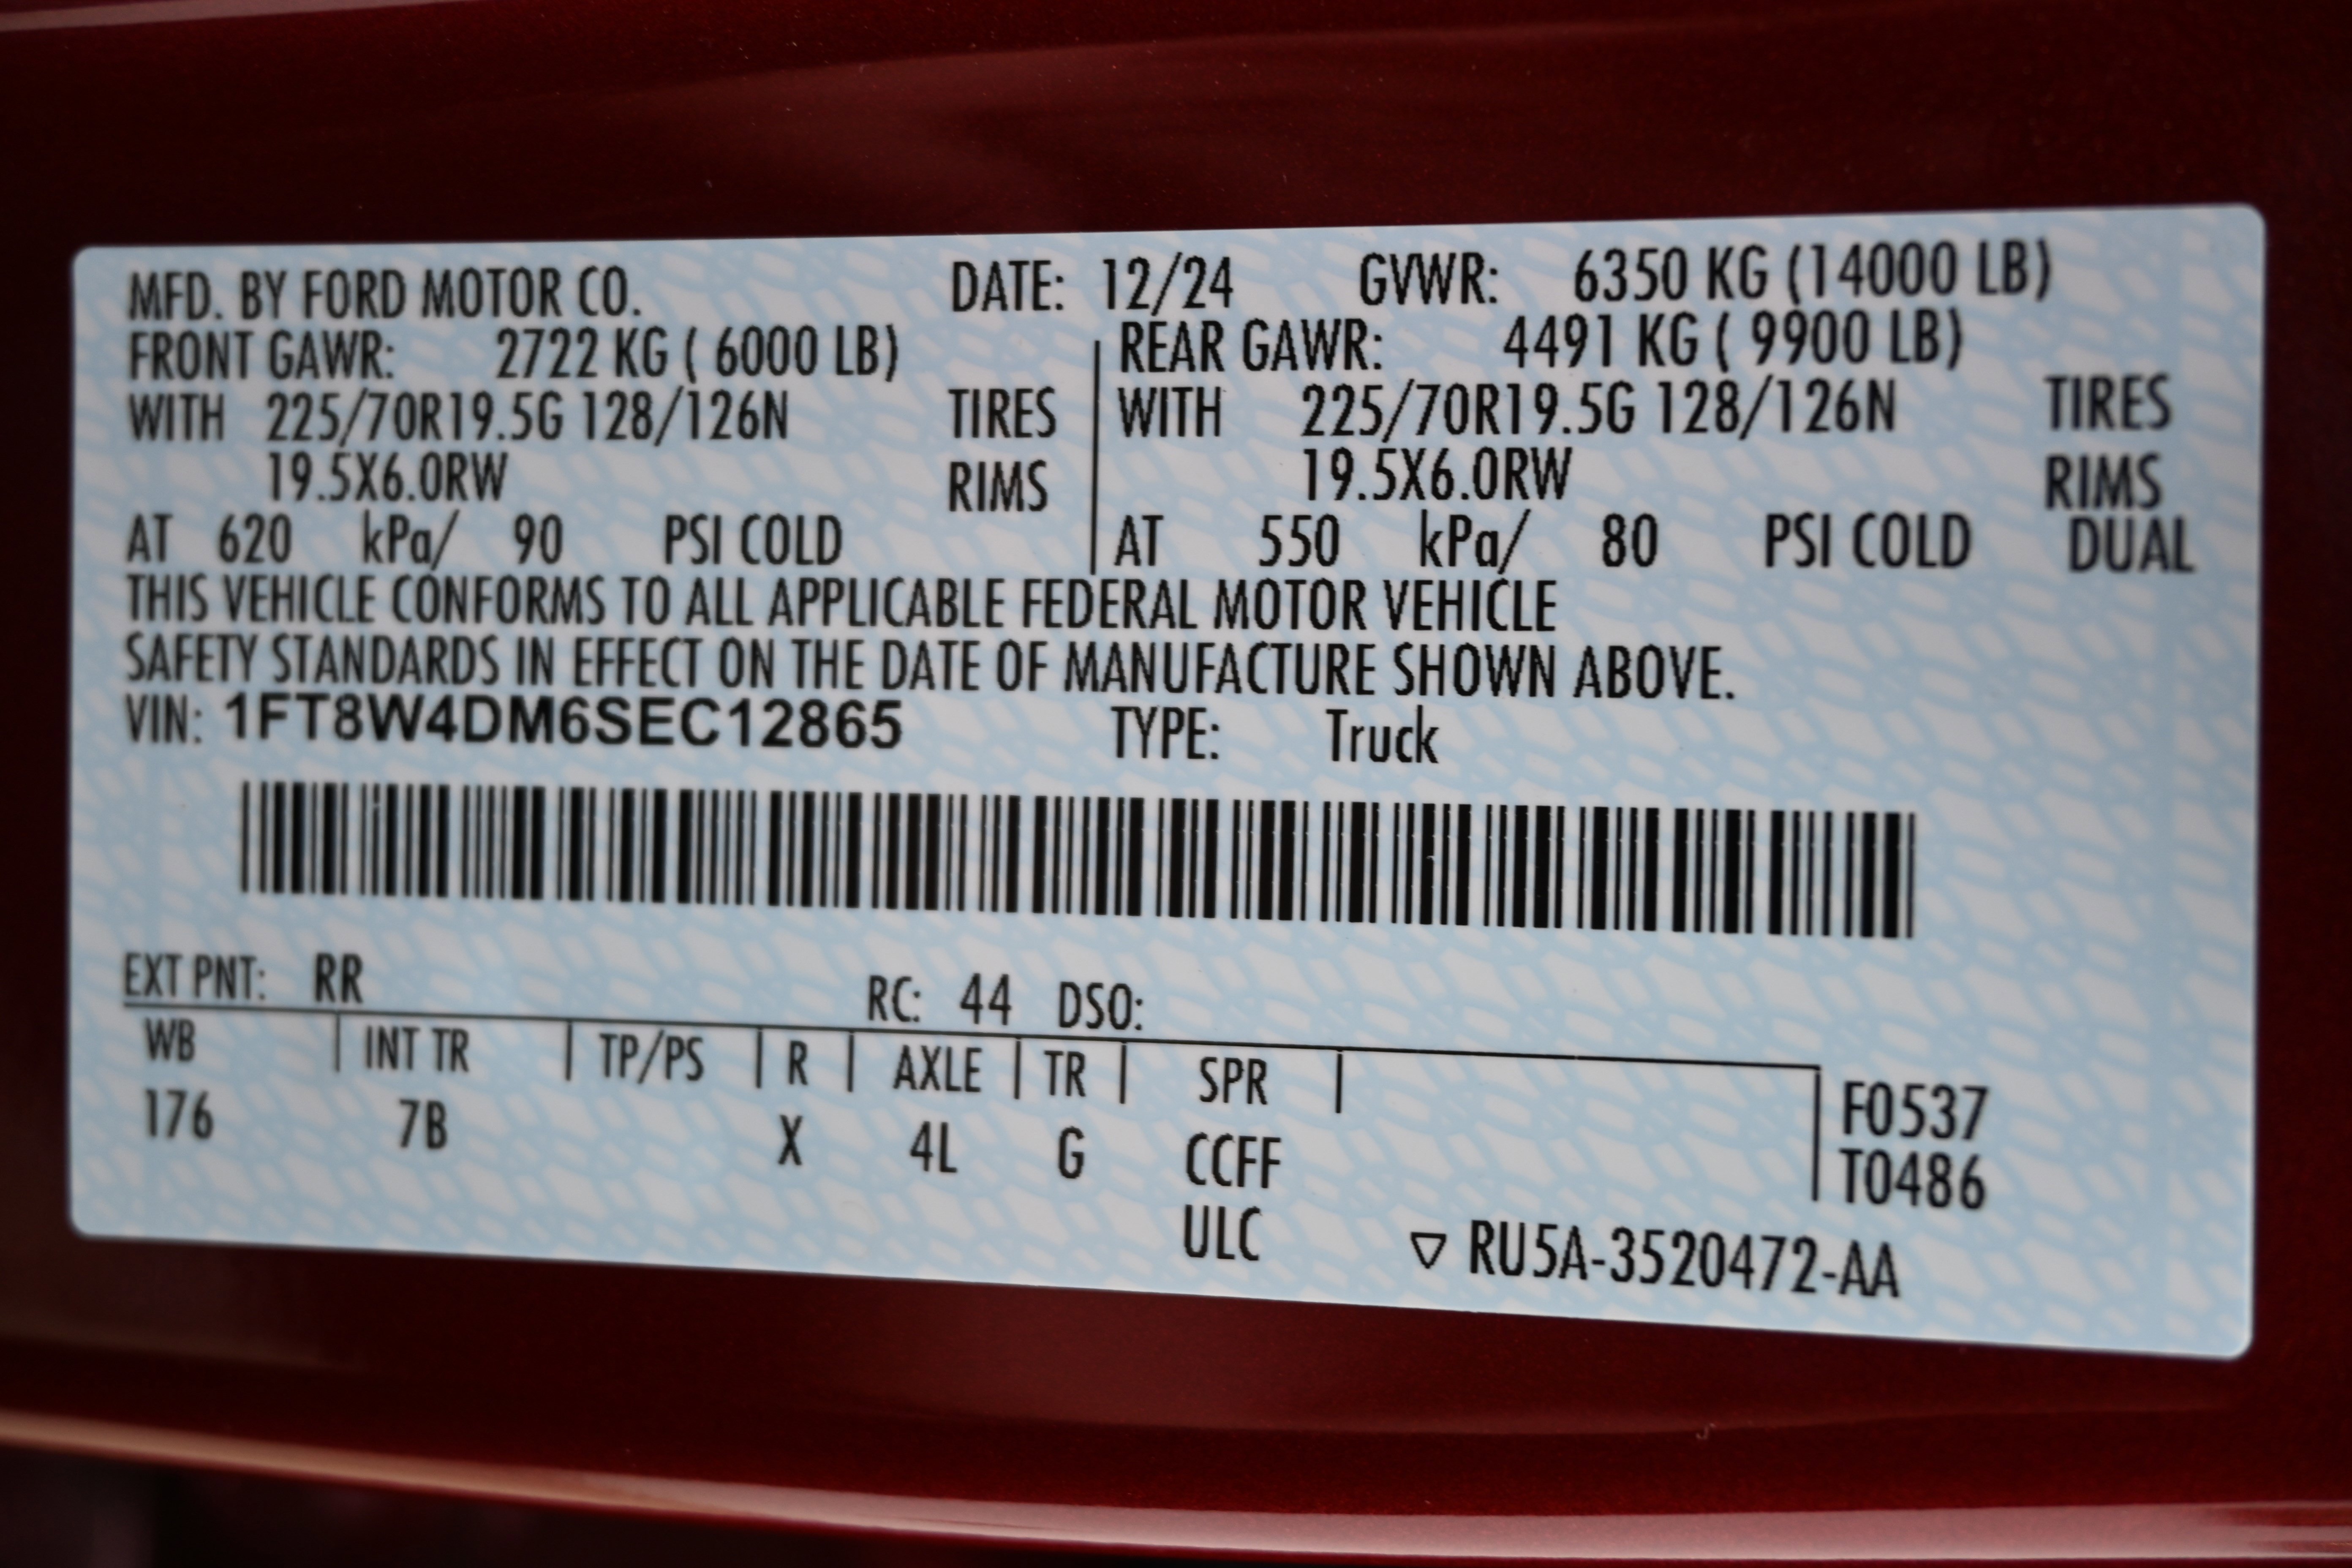 MFD. BY FORD MOTOR CO. DATE: 12/24 GVWR: 6350 KG (14000 LB)
FRONT GAWR: 2722 KG ( 6000 LB) REAR GAWR: 4491 KG ( 9900 LB)
WITH 225/70R19.5G 128/126N TIRES WITH 225/70R19.5G 128/126N TIRES
19.5X6.0RW RIMS 19.5X6.0RW RIMS
AT 620 kPa/ 90 PSI COLD AT 550 kPa/ 80 PSI COLD DUAL
THIS VEHICLE CONFORMS TO ALL APPLICABLE FEDERAL MOTOR VEHICLE
SAFETY STANDARDS IN EFFECT ON THE DATE OF MANUFACTURE SHOWN ABOVE.
VIN: 1FT8W4DM6SEC12865 TYPE: Truck
EXT PNT: RR RC: 44 DSO:
WB | INT TR | TP/PS | R | AXLE | TR | SPR |
176 7B X 4L G CCFF F0537
ULC T0486
▽ RU5A-3520472-AA